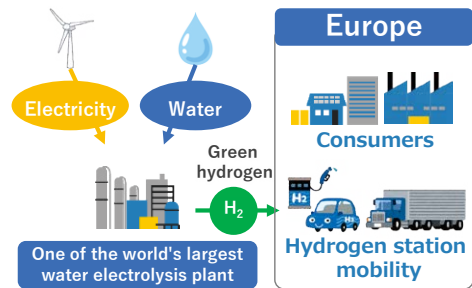 Europe
Electricity
Water
Consumers
Green
hydrogen
H2
H2
H2
One of the world's largest
water electrolysis plant
Hydrogen station
mobility